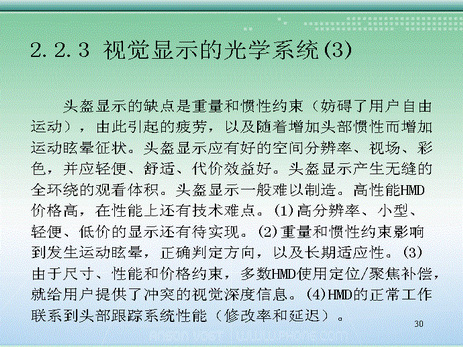 2.2.3 视觉显示的光学系统(3)
头盔显示的缺点是重量和惯性约束（妨碍了用户自由
运动），由此引起的疲劳，以及随着增加头部惯性而增加
运动眩晕征状。头盔显示应有好的空间分辨率、视场、彩
色，并应轻便、舒适、代价效益好。头盔显示产生无缝的
全环绕的观看体积。头盔显示一般难以制造。高性能HMD
价格高，在性能上还有技术难点。(1)高分辨率、小型、
轻便、低价的显示还有待实现。(2)重量和惯性约束影响
到发生运动眩晕，正确判定方向，以及长期适应性。(3)
由于尺寸、性能和价格约束，多数HMD使用定位/聚焦补偿，
就给用户提供了冲突的视觉深度信息。(4)HMD的正常工作
联系到头部跟踪系统性能（修改率和延迟）。
30